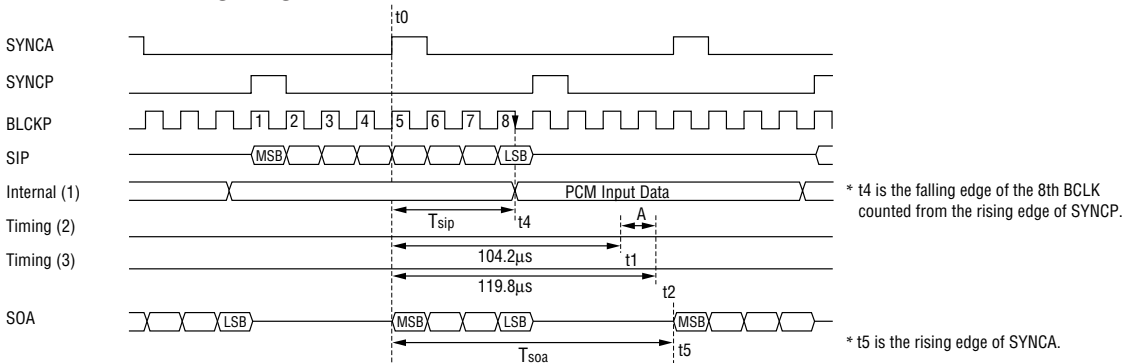 t0
SYNCA
SYNCP
BLCKP 1 2 3 4 5 6 7 8
SIP MSB LSB
Internal (1) PCM Input Data
* t4 is the falling edge of the 8th BCLK
counted from the rising edge of SYNCP.
Tsip t4 A
Timing (2)
104.2μs t1
Timing (3)
119.8μs
t2
SOA LSB MSB LSB MSB
* t5 is the rising edge of SYNCA.
Tsoa t5